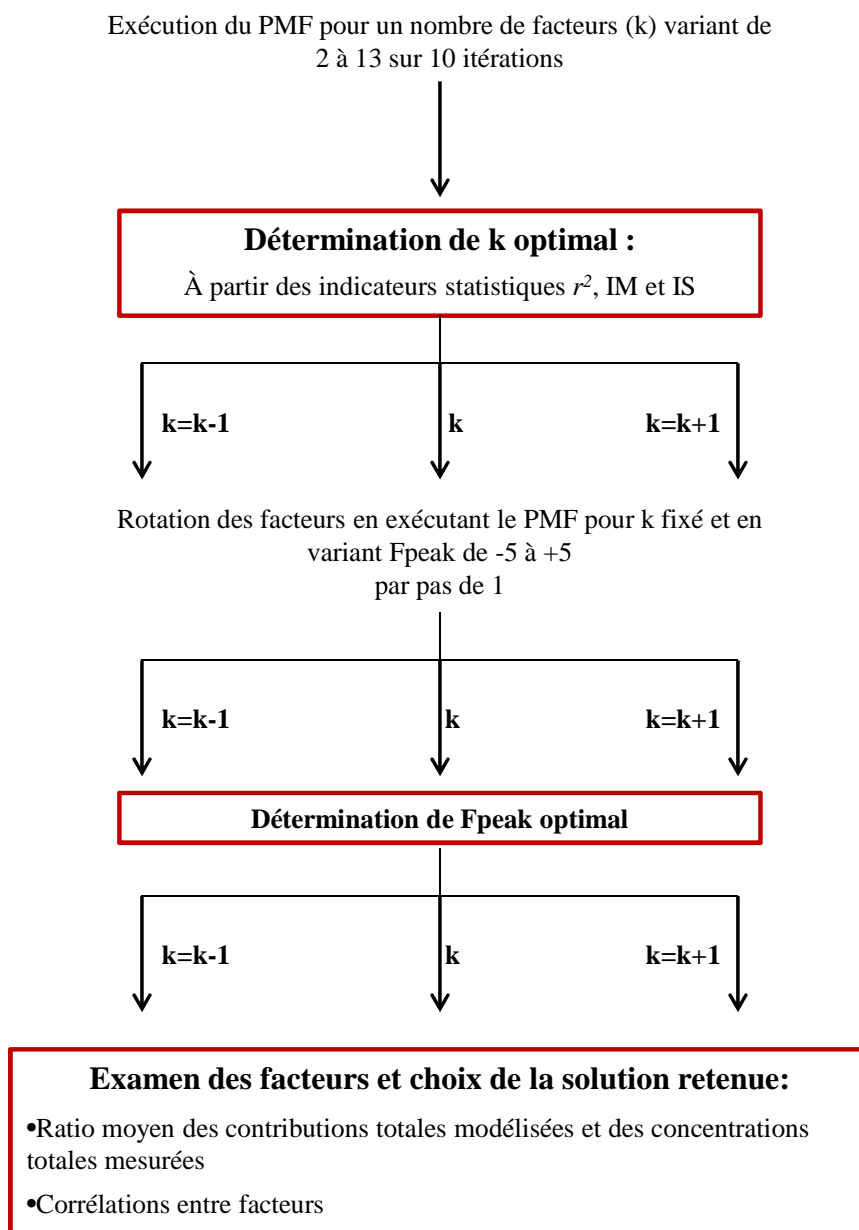 Exécution du PMF pour un nombre de facteurs (k) variant de
2 à 13 sur 10 itérations
Détermination de k optimal :
À partir des indicateurs statistiques r², IM et IS
k=k-1
k
k=k+1
Rotation des facteurs en exécutant le PMF pour k fixé et en
variant Fpeak de -5 à +5
par pas de 1
k=k-1
k
k=k+1
Détermination de Fpeak optimal
k=k-1
k
k=k+1
Examen des facteurs et choix de la solution retenue:
•Ratio moyen des contributions totales modélisées et des concentrations
totales mesurées
•Corrélations entre facteurs